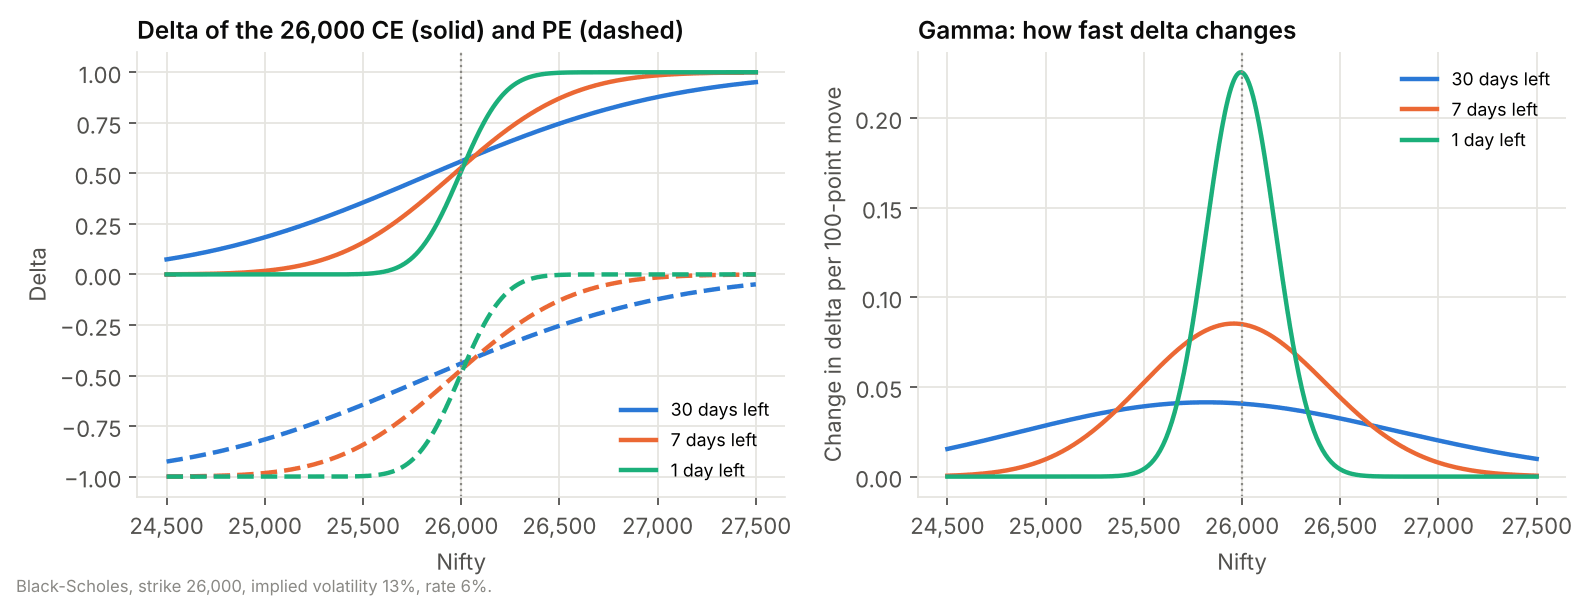 Delta of the 26,000 CE (solid) and PE (dashed)
1.00
0.75
0.50
0.25
0.00
−0.25
−0.50
−0.75
−1.00
Delta
30 days left
7 days left
1 day left
24,500 25,000 25,500 26,000 26,500 27,000 27,500
Nifty
Gamma: how fast delta changes
0.20
0.15
0.10
0.05
0.00
Change in delta per 100-point move
30 days left
7 days left
1 day left
24,500 25,000 25,500 26,000 26,500 27,000 27,500
Nifty
Black-Scholes, strike 26,000, implied volatility 13%, rate 6%.